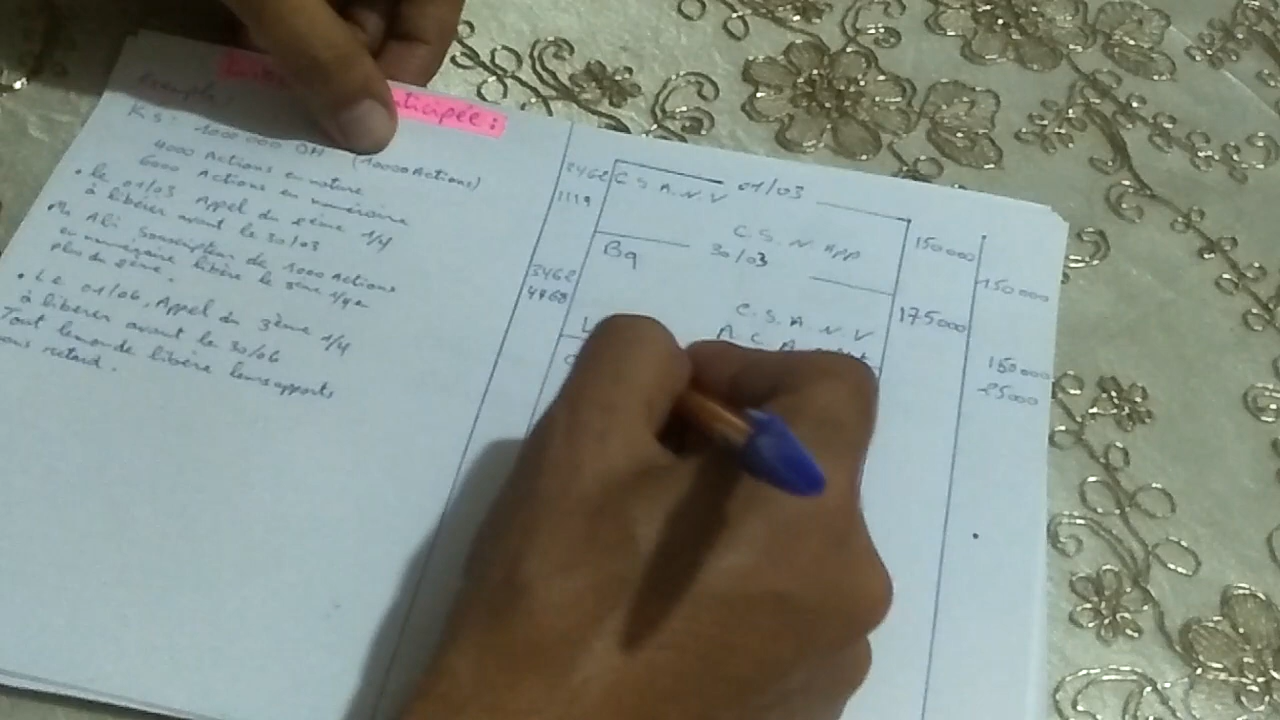 anticipée :
Exemple :
KS : 1000 000 DH (10000 Actions)
4000 Actions en nature
6000 Actions en numéraire
• le 01/03 Appel du 2ème 1/4
à libérer avant le 30/03
Mr Ali Souscripteur de 1000 Actions
en numéraire libère le 3ème 1/4
plus du 2ème.
• Le 01/06, Appel du 3ème 1/4
à libérer avant le 30/06
Tout le monde libère leurs apports
sans retard.
01/03
3462 C S A.N.V 150000
1119 C.S.N.App 150000
30/03
Bq 175000
3462 C.S.A.N.V 150000
4468 25000